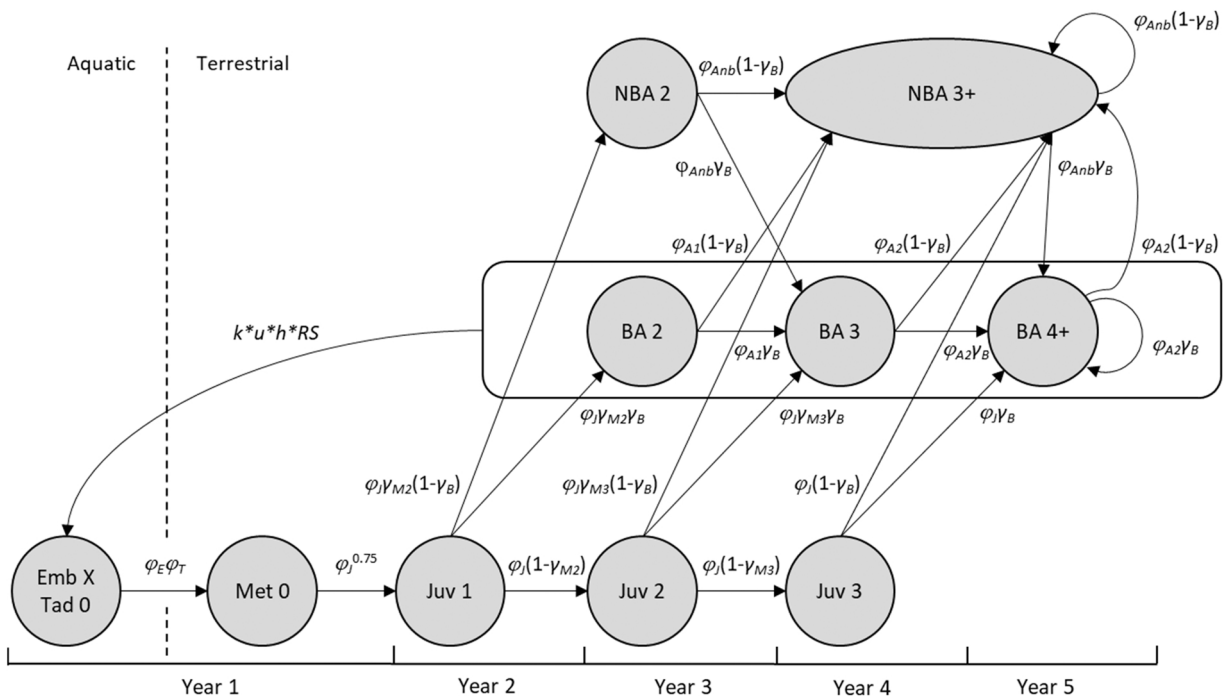 Aquatic
Terrestrial
NBA 2
φAnb(1-γB)
NBA 3+
φAnb(1-γB)
φAnbγB
φAnbγB
φA1(1-γB)
φA2(1-γB)
φA2(1-γB)
k*u*h*RS
BA 2
φA1γB
BA 3
φA2γB
BA 4+
φA2γB
φJγM2γB
φJγM3γB
φJγB
φJγM2(1-γB)
φJγM3(1-γB)
φJ(1-γB)
Emb X
Tad 0
φEφT
Met 0
φJ^0.75
Juv 1
φJ(1-γM2)
Juv 2
φJ(1-γM3)
Juv 3
Year 1
Year 2
Year 3
Year 4
Year 5